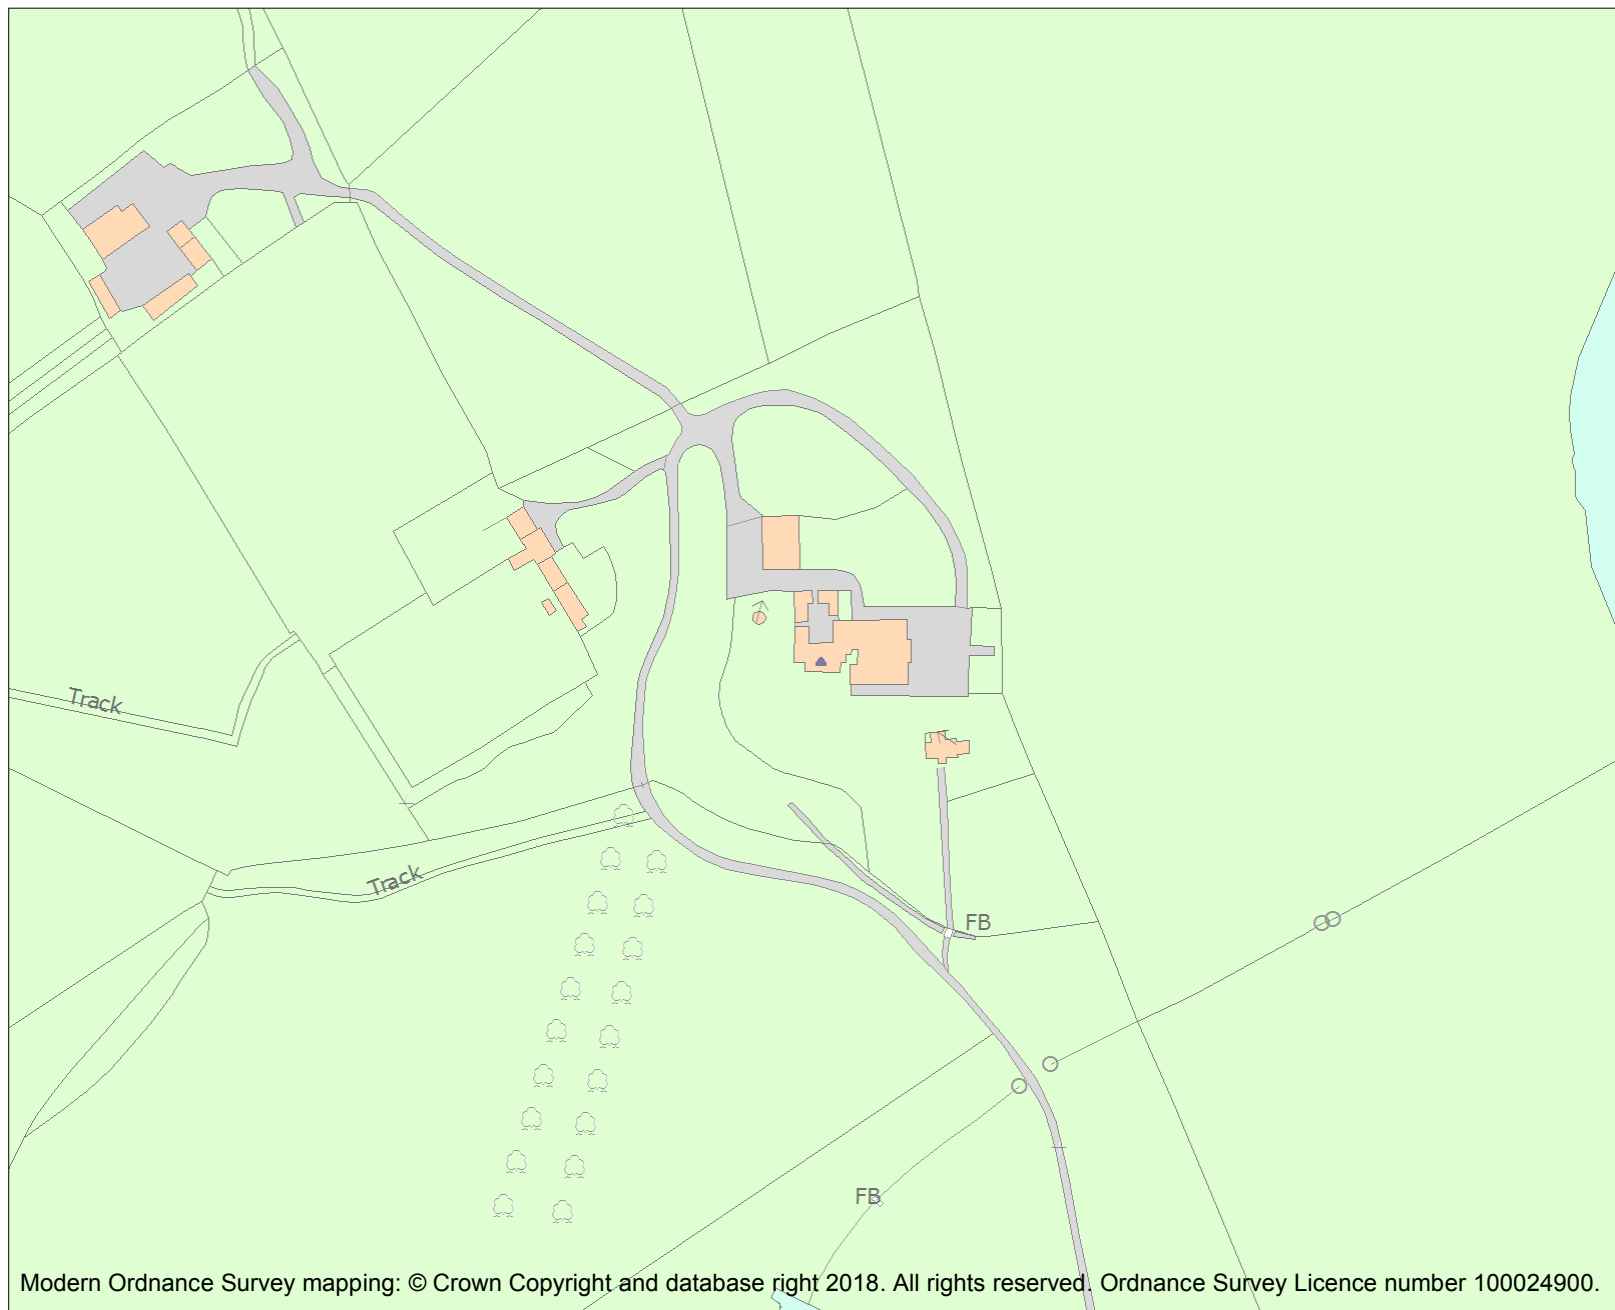 Track
Track
FB
FB
Modern Ordnance Survey mapping: © Crown Copyright and database right 2018. All rights reserved. Ordnance Survey Licence number 100024900.